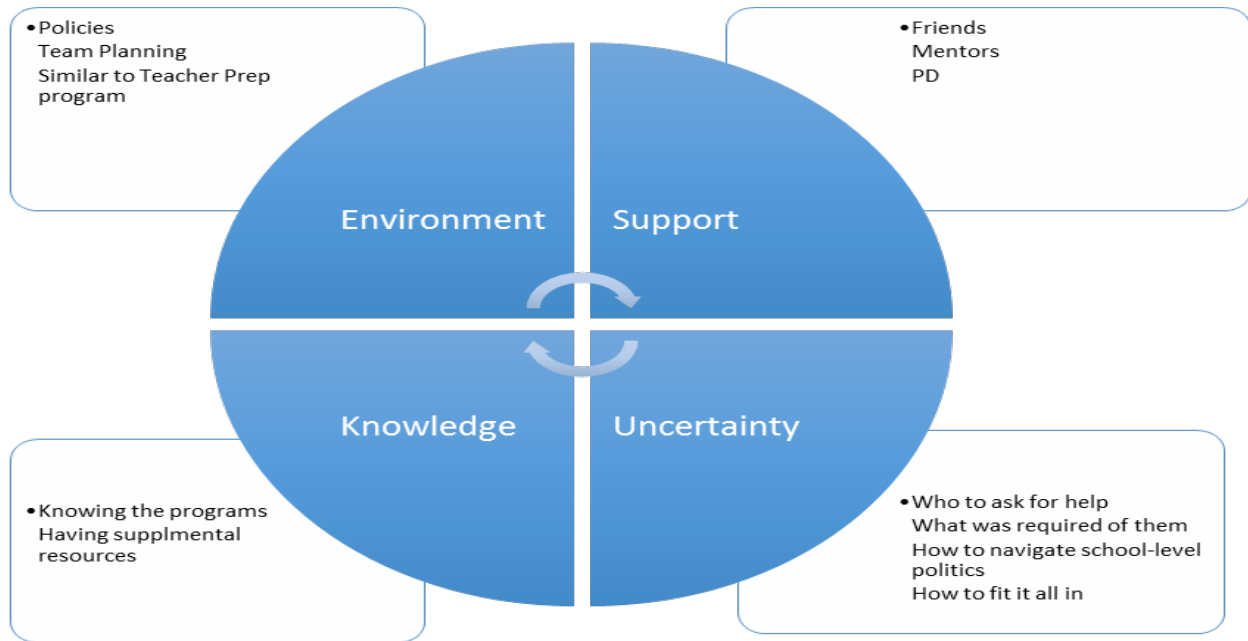 •Policies
Team Planning
Similar to Teacher Prep
program
•Friends
Mentors
PD
Environment
Support
Knowledge
Uncertainty
•Knowing the programs
Having supplmental
resources
•Who to ask for help
What was required of them
How to navigate school-level
politics
How to fit it all in